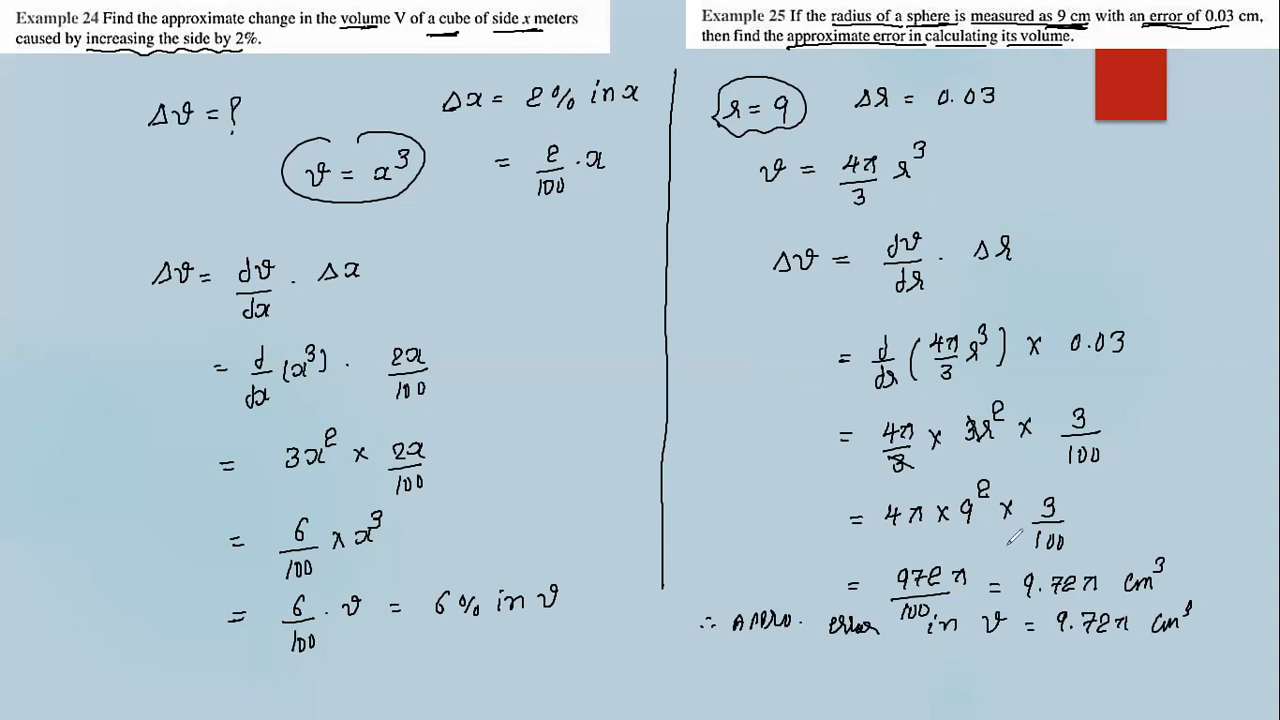 Example 24 Find the approximate change in the volume V of a cube of side x meters
caused by increasing the side by 2%.
Δv = ?
Δx = 2% in x
v = x³
= 2/100 · x
Δv = dv/dx · Δx
= d/dx (x³) · 2x/100
= 3x² × 2x/100
= 6/100 × x³
= 6/100 · v = 6% in v
Example 25 If the radius of a sphere is measured as 9 cm with an error of 0.03 cm,
then find the approximate error in calculating its volume.
r = 9
Δr = 0.03
v = 4π/3 r³
Δv = dv/dr · Δr
= d/dr (4π/3 r³) × 0.03
= 4π/3 × 3r² × 3/100
= 4π × 9² × 3/100
= 972π/100 = 9.72π cm³
∴ Appro. error in v = 9.72π cm³